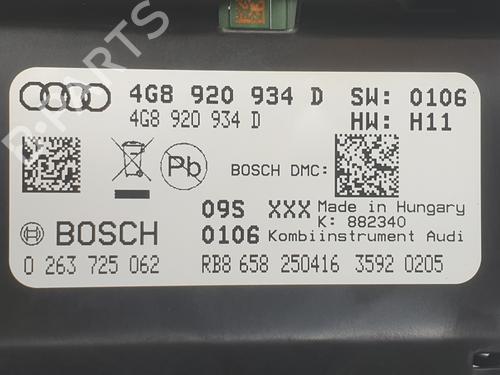 4G8 920 934 D SW: 0106
4G8 920 934 D HW: H11
Pb BOSCH DMC:
09S XXX Made in Hungary
K: 882340
BOSCH 0106 Kombiinstrument Audi
0 263 725 062 RB8 658 250416 3592 0205
B-PARTS